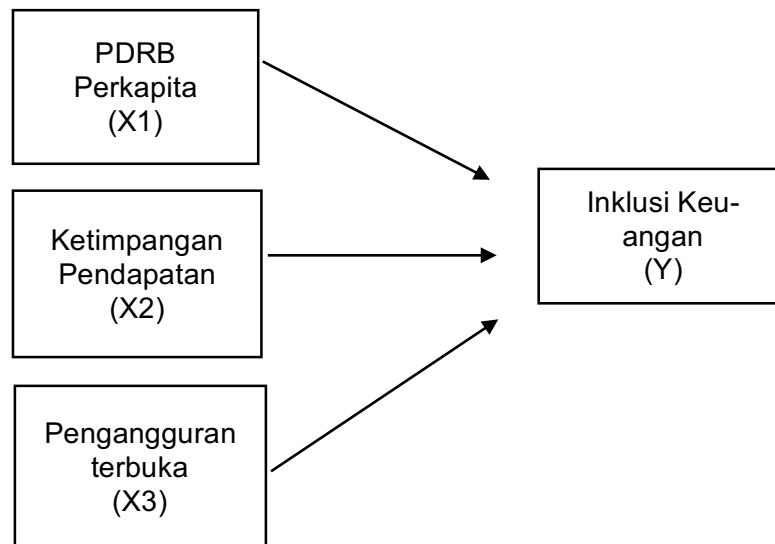 PDRB
Perkapita
(X1)
Ketimpangan
Pendapatan
(X2)
Pengangguran
terbuka
(X3)
Inklusi Keu-
angan
(Y)